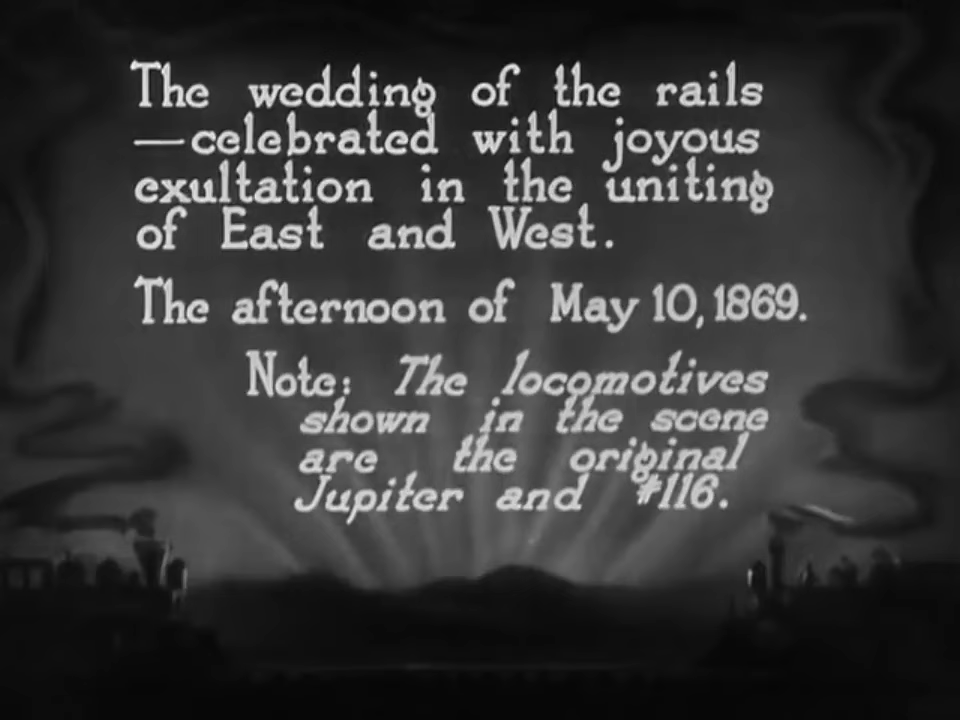 The wedding of the rails
—celebrated with joyous
exultation in the uniting
of East and West.
The afternoon of May 10, 1869.
Note: The locomotives
shown in the scene
are the original
Jupiter and #116.